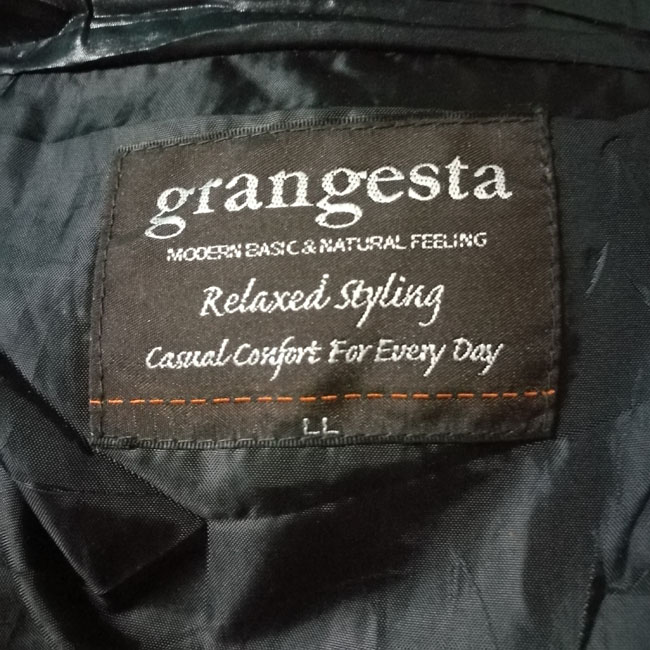 grangesta
MODERN BASIC & NATURAL FEELING
Relaxed Styling
Casual Confort For Every Day
LL